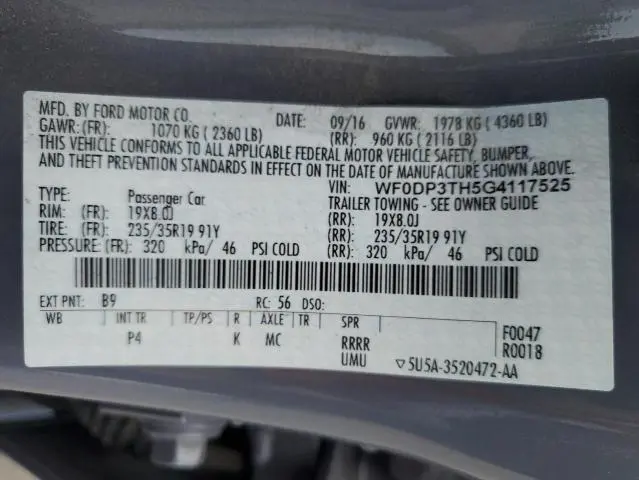 MFD. BY FORD MOTOR CO. DATE: 09/16 GVWR: 1978 KG ( 4360 LB)
GAWR: (FR): 1070 KG ( 2360 LB) (RR): 960 KG ( 2116 LB)
THIS VEHICLE CONFORMS TO ALL APPLICABLE FEDERAL MOTOR VEHICLE SAFETY, BUMPER,
AND THEFT PREVENTION STANDARDS IN EFFECT ON THE DATE OF MANUFACTURE SHOWN ABOVE.
VIN: WF0DP3TH5G4117525
TYPE: Passenger Car TRAILER TOWING - SEE OWNER GUIDE
RIM: (FR): 19X8.0J (RR): 19X8.0J
TIRE: (FR): 235/35R19 91Y (RR): 235/35R19 91Y
PRESSURE: (FR): 320 kPa/ 46 PSI COLD (RR): 320 kPa/ 46 PSI COLD
EXT PNT: B9 RC: 56 DSO:
WB INT TR TP/PS R AXLE TR SPR F0047
P4 K MC RRRR R0018
UMU ▽5U5A-3520472-AA